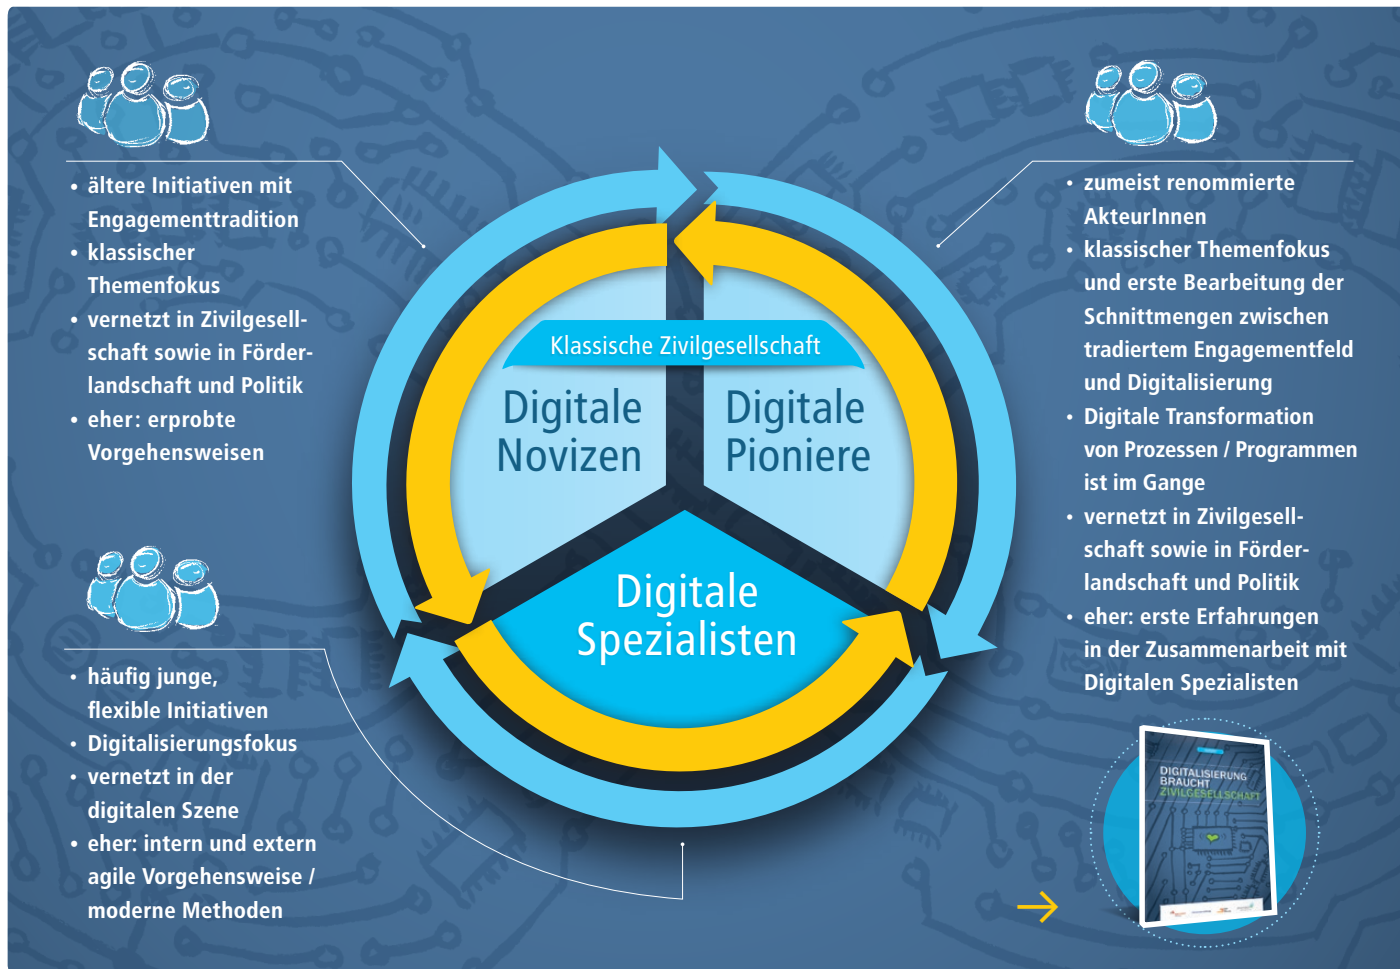 • ältere Initiativen mit
Engagementtradition
• klassischer
Themenfokus
• vernetzt in Zivilgesell-
schaft sowie in Förder-
landschaft und Politik
• eher: erprobte
Vorgehensweisen
• häufig junge,
flexible Initiativen
• Digitalisierungsfokus
• vernetzt in der
digitalen Szene
• eher: intern und extern
agile Vorgehensweise /
moderne Methoden
Klassische Zivilgesellschaft
Digitale
Novizen
Digitale
Pioniere
Digitale
Spezialisten
• zumeist renommierte
AkteurInnen
• klassischer Themenfokus
und erste Bearbeitung der
Schnittmengen zwischen
tradiertem Engagementfeld
und Digitalisierung
• Digitale Transformation
von Prozessen / Programmen
ist im Gange
• vernetzt in Zivilgesell-
schaft sowie in Förder-
landschaft und Politik
• eher: erste Erfahrungen
in der Zusammenarbeit mit
Digitalen Spezialisten
DIGITALISIERUNG
BRAUCHT
ZIVILGESELLSCHAFT